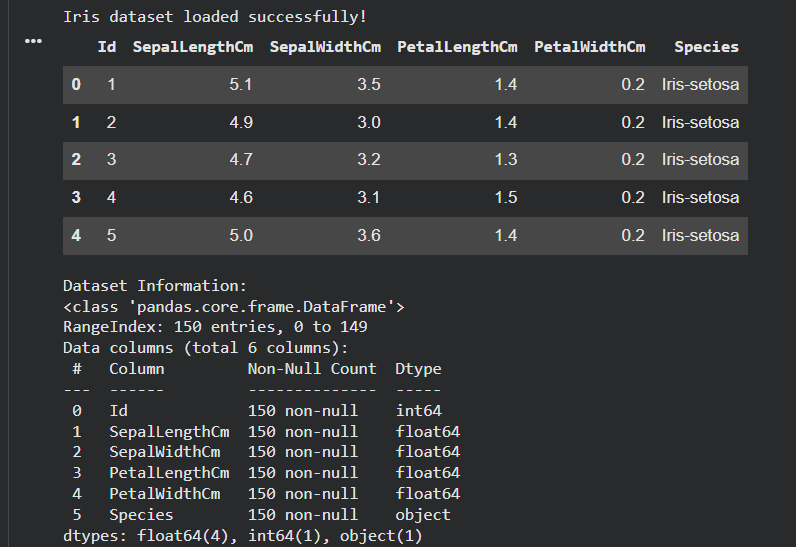 Iris dataset loaded successfully!
Id SepalLengthCm SepalWidthCm PetalLengthCm PetalWidthCm Species
0 1 5.1 3.5 1.4 0.2 Iris-setosa
1 2 4.9 3.0 1.4 0.2 Iris-setosa
2 3 4.7 3.2 1.3 0.2 Iris-setosa
3 4 4.6 3.1 1.5 0.2 Iris-setosa
4 5 5.0 3.6 1.4 0.2 Iris-setosa
Dataset Information:
<class 'pandas.core.frame.DataFrame'>
RangeIndex: 150 entries, 0 to 149
Data columns (total 6 columns):
# Column Non-Null Count Dtype
--- ------ -------------- -----
0 Id 150 non-null int64
1 SepalLengthCm 150 non-null float64
2 SepalWidthCm 150 non-null float64
3 PetalLengthCm 150 non-null float64
4 PetalWidthCm 150 non-null float64
5 Species 150 non-null object
dtypes: float64(4), int64(1), object(1)